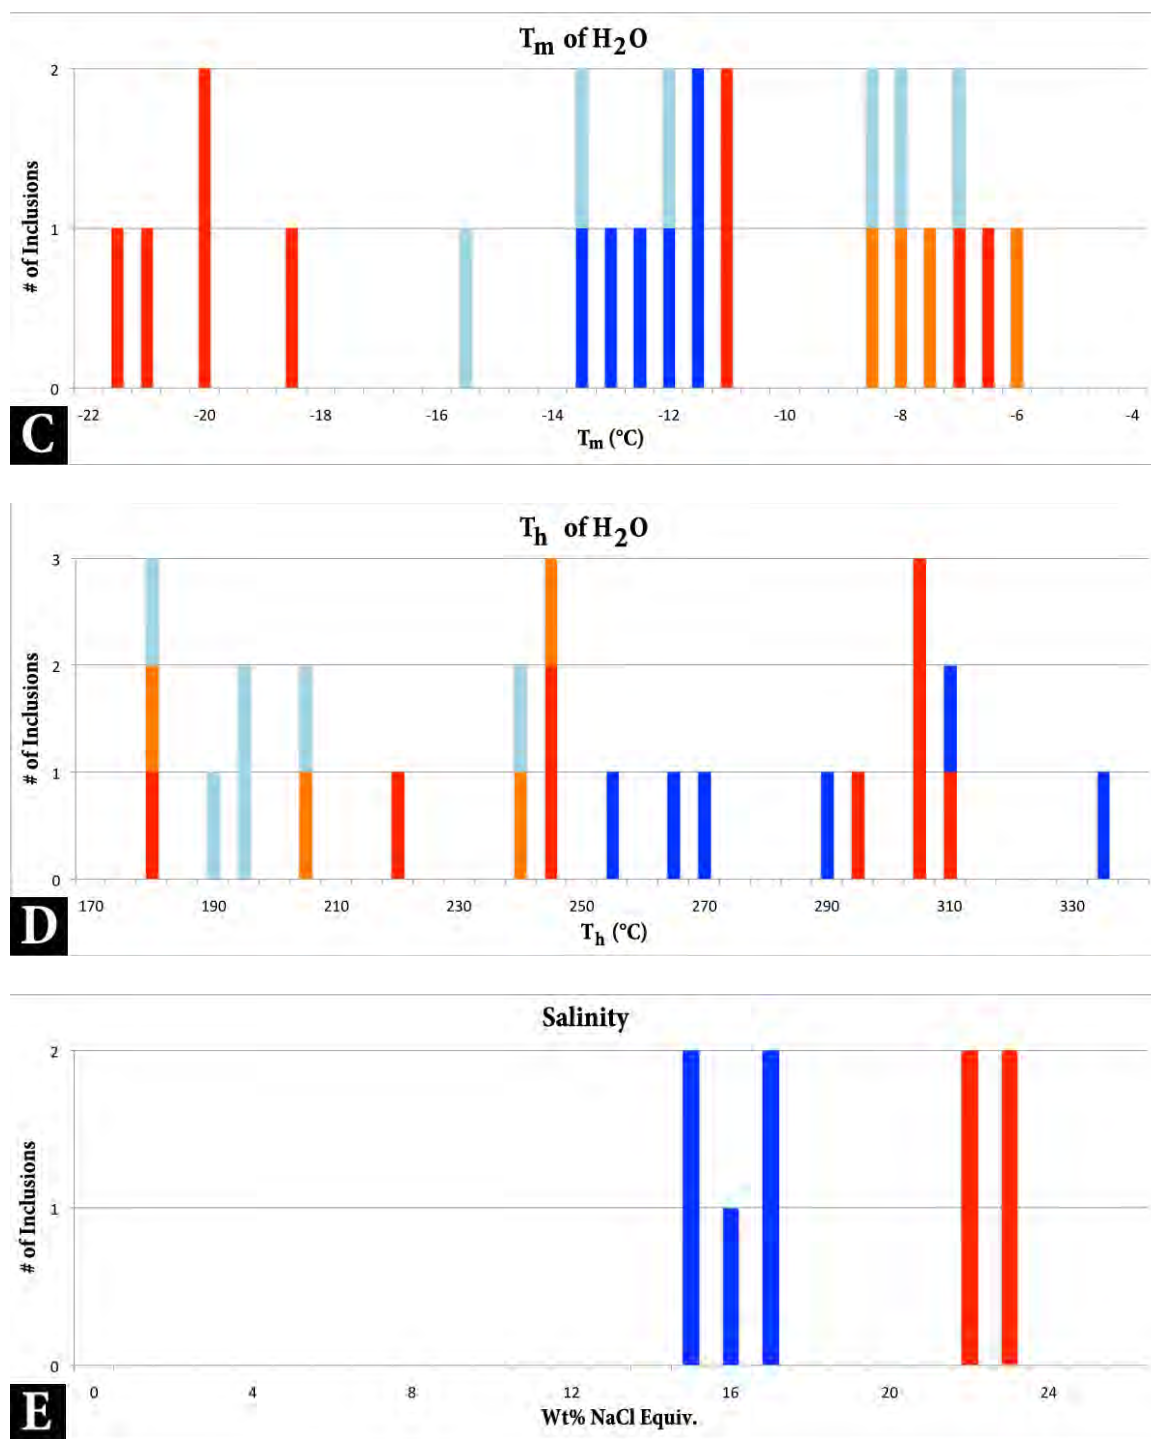 Tm of H2O
2
1
0
# of Inclusions
-22 -20 -18 -16 -14 -12 -10 -8 -6 -4
Tm (°C)
C
Th of H2O
3
2
1
0
# of Inclusions
170 190 210 230 250 270 290 310 330
Th (°C)
D
Salinity
2
1
0
# of Inclusions
0 4 8 12 16 20 24
Wt% NaCl Equiv.
E